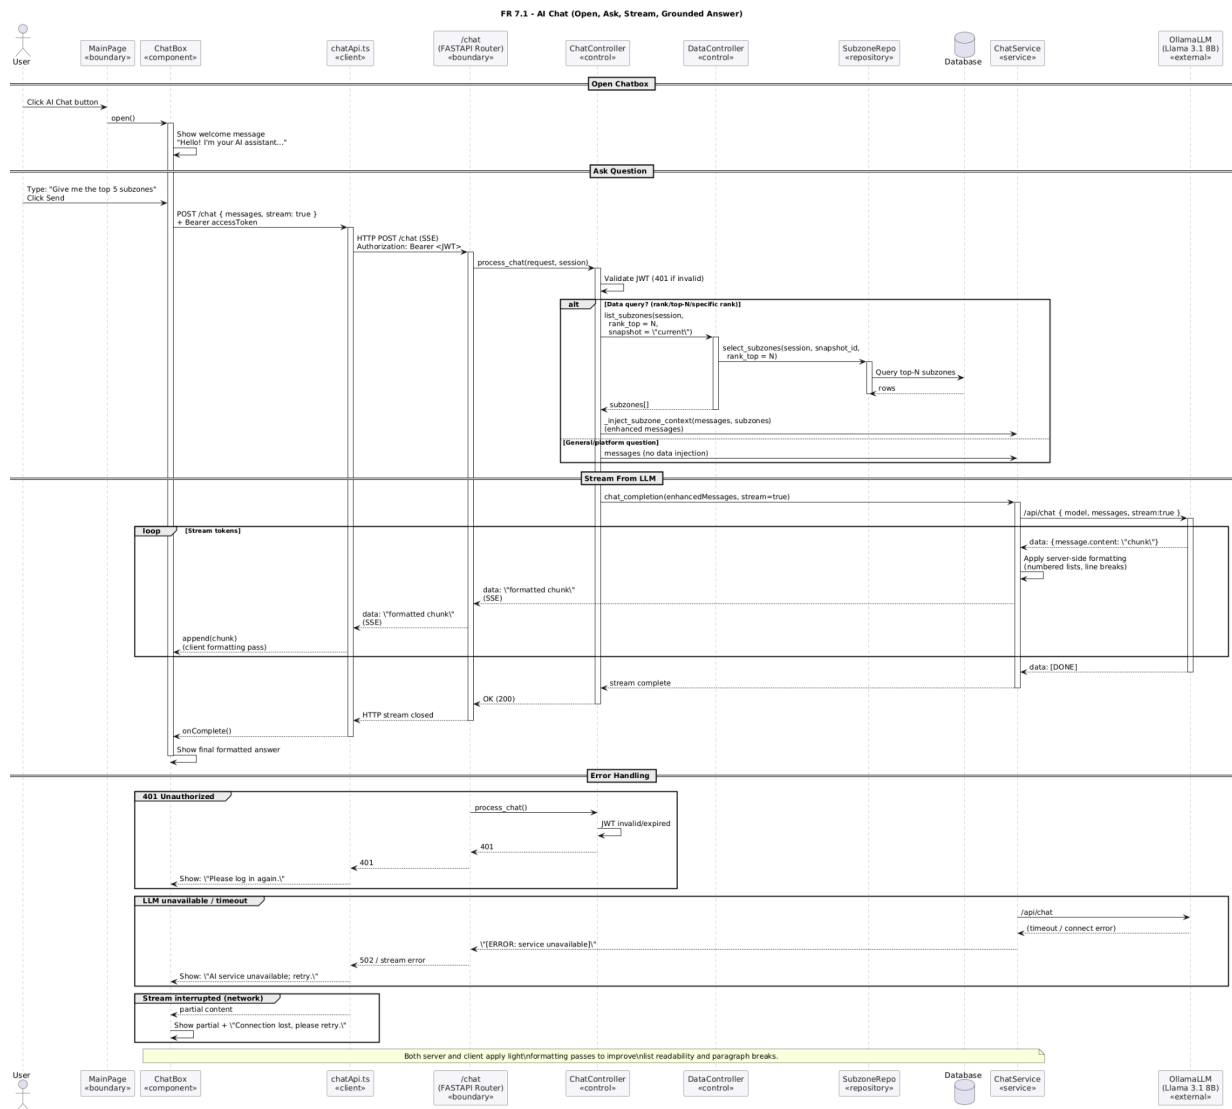 FR 7.1 - AI Chat (Open, Ask, Stream, Grounded Answer)
User
MainPage
«boundary»
ChatBox
«component»
chatApi.ts
«client»
/chat
(FASTAPI Router)
«boundary»
ChatController
«control»
DataController
«control»
SubzoneRepo
«repository»
Database
ChatService
«service»
OllamaLLM
(Llama 3.1 8B)
«external»
Open Chatbox
Click AI Chat button
open()
Show welcome message
"Hello! I'm your AI assistant..."
Ask Question
Type: "Give me the top 5 subzones"
Click Send
POST /chat { messages, stream: true }
+ Bearer accessToken
HTTP POST /chat (SSE)
Authorization: Bearer <JWT>
process_chat(request, session)
Validate JWT (401 if invalid)
alt
[Data query? (rank/top-N/specific rank)]
list_subzones(session,
rank_top = N,
snapshot = \"current\")
select_subzones(session, snapshot_id,
rank_top = N)
Query top-N subzones
rows
subzones[]
_inject_subzone_context(messages, subzones)
(enhanced messages)
[General/platform question]
messages (no data injection)
Stream From LLM
chat_completion(enhancedMessages, stream=true)
/api/chat { model, messages, stream:true }
loop
[Stream tokens]
data: {message.content: \"chunk\"}
Apply server-side formatting
(numbered lists, line breaks)
data: \"formatted chunk\"
(SSE)
data: \"formatted chunk\"
(SSE)
append(chunk)
(client formatting pass)
data: [DONE]
stream complete
OK (200)
HTTP stream closed
onComplete()
Show final formatted answer
Error Handling
401 Unauthorized
process_chat()
JWT invalid/expired
401
401
Show: \"Please log in again.\"
LLM unavailable / timeout
/api/chat
(timeout / connect error)
\"[ERROR: service unavailable]\"
502 / stream error
Show: \"AI service unavailable; retry.\"
Stream interrupted (network)
partial content
Show partial + \"Connection lost, please retry.\"
Both server and client apply light\nformatting passes to improve\nlist readability and paragraph breaks.
User
MainPage
«boundary»
ChatBox
«component»
chatApi.ts
«client»
/chat
(FASTAPI Router)
«boundary»
ChatController
«control»
DataController
«control»
SubzoneRepo
«repository»
Database
ChatService
«service»
OllamaLLM
(Llama 3.1 8B)
«external»